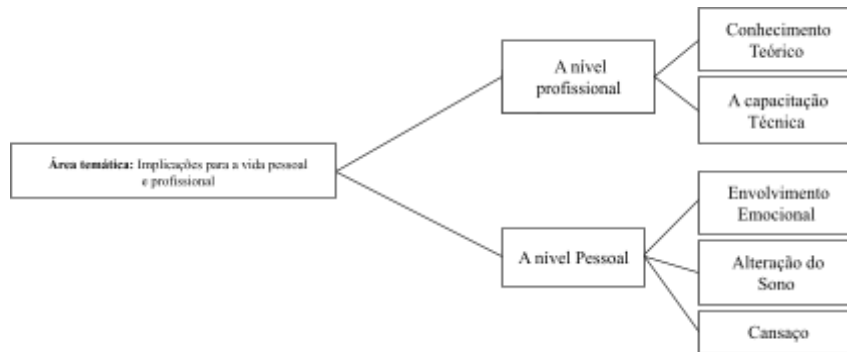 Área temática: Implicações para a vida pessoal
e profissional
A nível
profissional
Conhecimento
Teórico
A capacitação
Técnica
A nível Pessoal
Envolvimento
Emocional
Alteração do
Sono
Cansaço